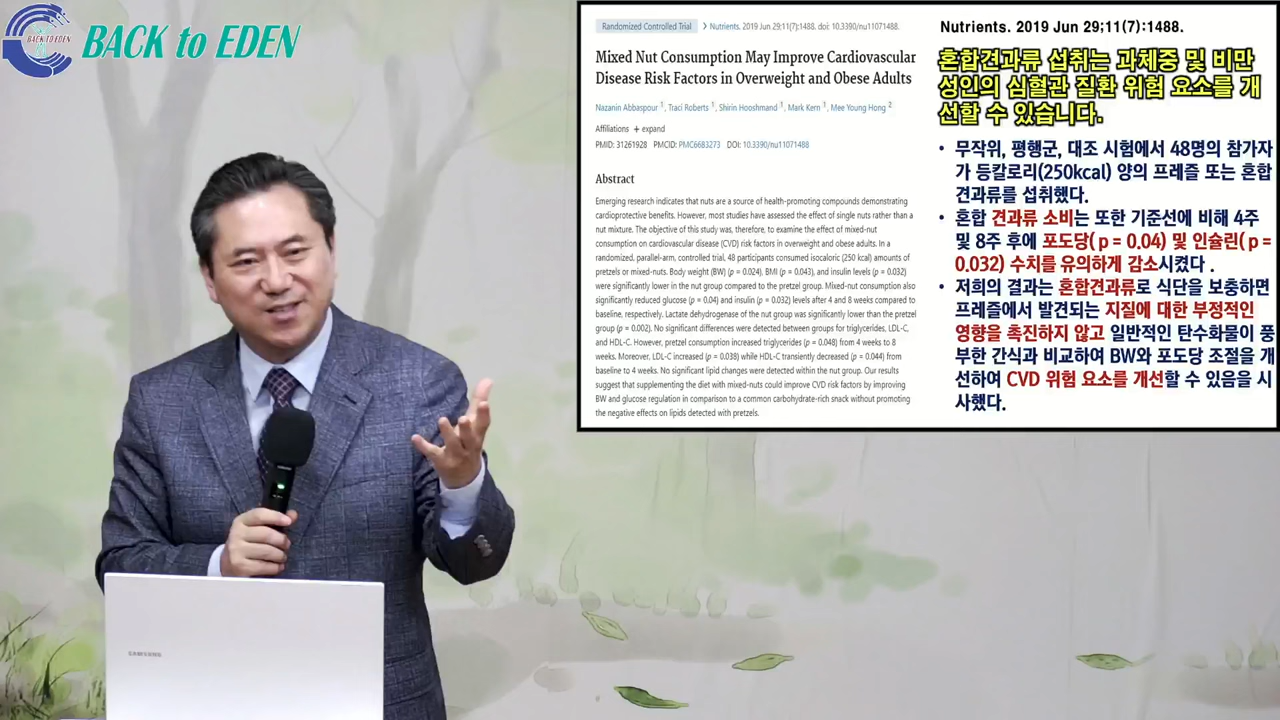 BACK TO EDEN
BACK to EDEN
Randomized Controlled Trial > Nutrients. 2019 Jun 29;11(7):1488. doi: 10.3390/nu11071488.
Mixed Nut Consumption May Improve Cardiovascular
Disease Risk Factors in Overweight and Obese Adults
Nazanin Abbaspour 1, Traci Roberts 1, Shirin Hooshmand 1, Mark Kern 1, Mee Young Hong 2
Affiliations + expand
PMID: 31261928 PMCID: PMC6683273 DOI: 10.3390/nu11071488
Abstract
Emerging research indicates that nuts are a source of health-promoting compounds demonstrating
cardioprotective benefits. However, most studies have assessed the effect of single nuts rather than a
nut mixture. The objective of this study was, therefore, to examine the effect of mixed-nut
consumption on cardiovascular disease (CVD) risk factors in overweight and obese adults. In a
randomized, parallel-arm, controlled trial, 48 participants consumed isocaloric (250 kcal) amounts of
pretzels or mixed-nuts. Body weight (BW) (p = 0.024), BMI (p = 0.043), and insulin levels (p = 0.032)
were significantly lower in the nut group compared to the pretzel group. Mixed-nut consumption also
significantly reduced glucose (p = 0.04) and insulin (p = 0.032) levels after 4 and 8 weeks compared to
baseline, respectively. Lactate dehydrogenase of the nut group was significantly lower than the pretzel
group (p = 0.002). No significant differences were detected between groups for triglycerides, LDL-C,
and HDL-C. However, pretzel consumption increased triglycerides (p = 0.048) from 4 weeks to 8
weeks. Moreover, LDL-C increased (p = 0.038) while HDL-C transiently decreased (p = 0.044) from
baseline to 4 weeks. No significant lipid changes were detected within the nut group. Our results
suggest that supplementing the diet with mixed-nuts could improve CVD risk factors by improving
BW and glucose regulation in comparison to a common carbohydrate-rich snack without promoting
the negative effects on lipids detected with pretzels.
Nutrients. 2019 Jun 29;11(7):1488.
혼합견과류 섭취는 과체중 및 비만
성인의 심혈관 질환 위험 요소를 개
선할 수 있습니다.
• 무작위, 평행군, 대조 시험에서 48명의 참가자
가 등칼로리(250kcal) 양의 프레즐 또는 혼합
견과류를 섭취했다.
• 혼합 견과류 소비는 또한 기준선에 비해 4주
및 8주 후에 포도당( p = 0.04) 및 인슐린( p =
0.032) 수치를 유의하게 감소시켰다 .
• 저희의 결과는 혼합견과류로 식단을 보충하면
프레즐에서 발견되는 지질에 대한 부정적인
영향을 촉진하지 않고 일반적인 탄수화물이 풍
부한 간식과 비교하여 BW와 포도당 조절을 개
선하여 CVD 위험 요소를 개선할 수 있음을 시
사했다.
SAMSUNG